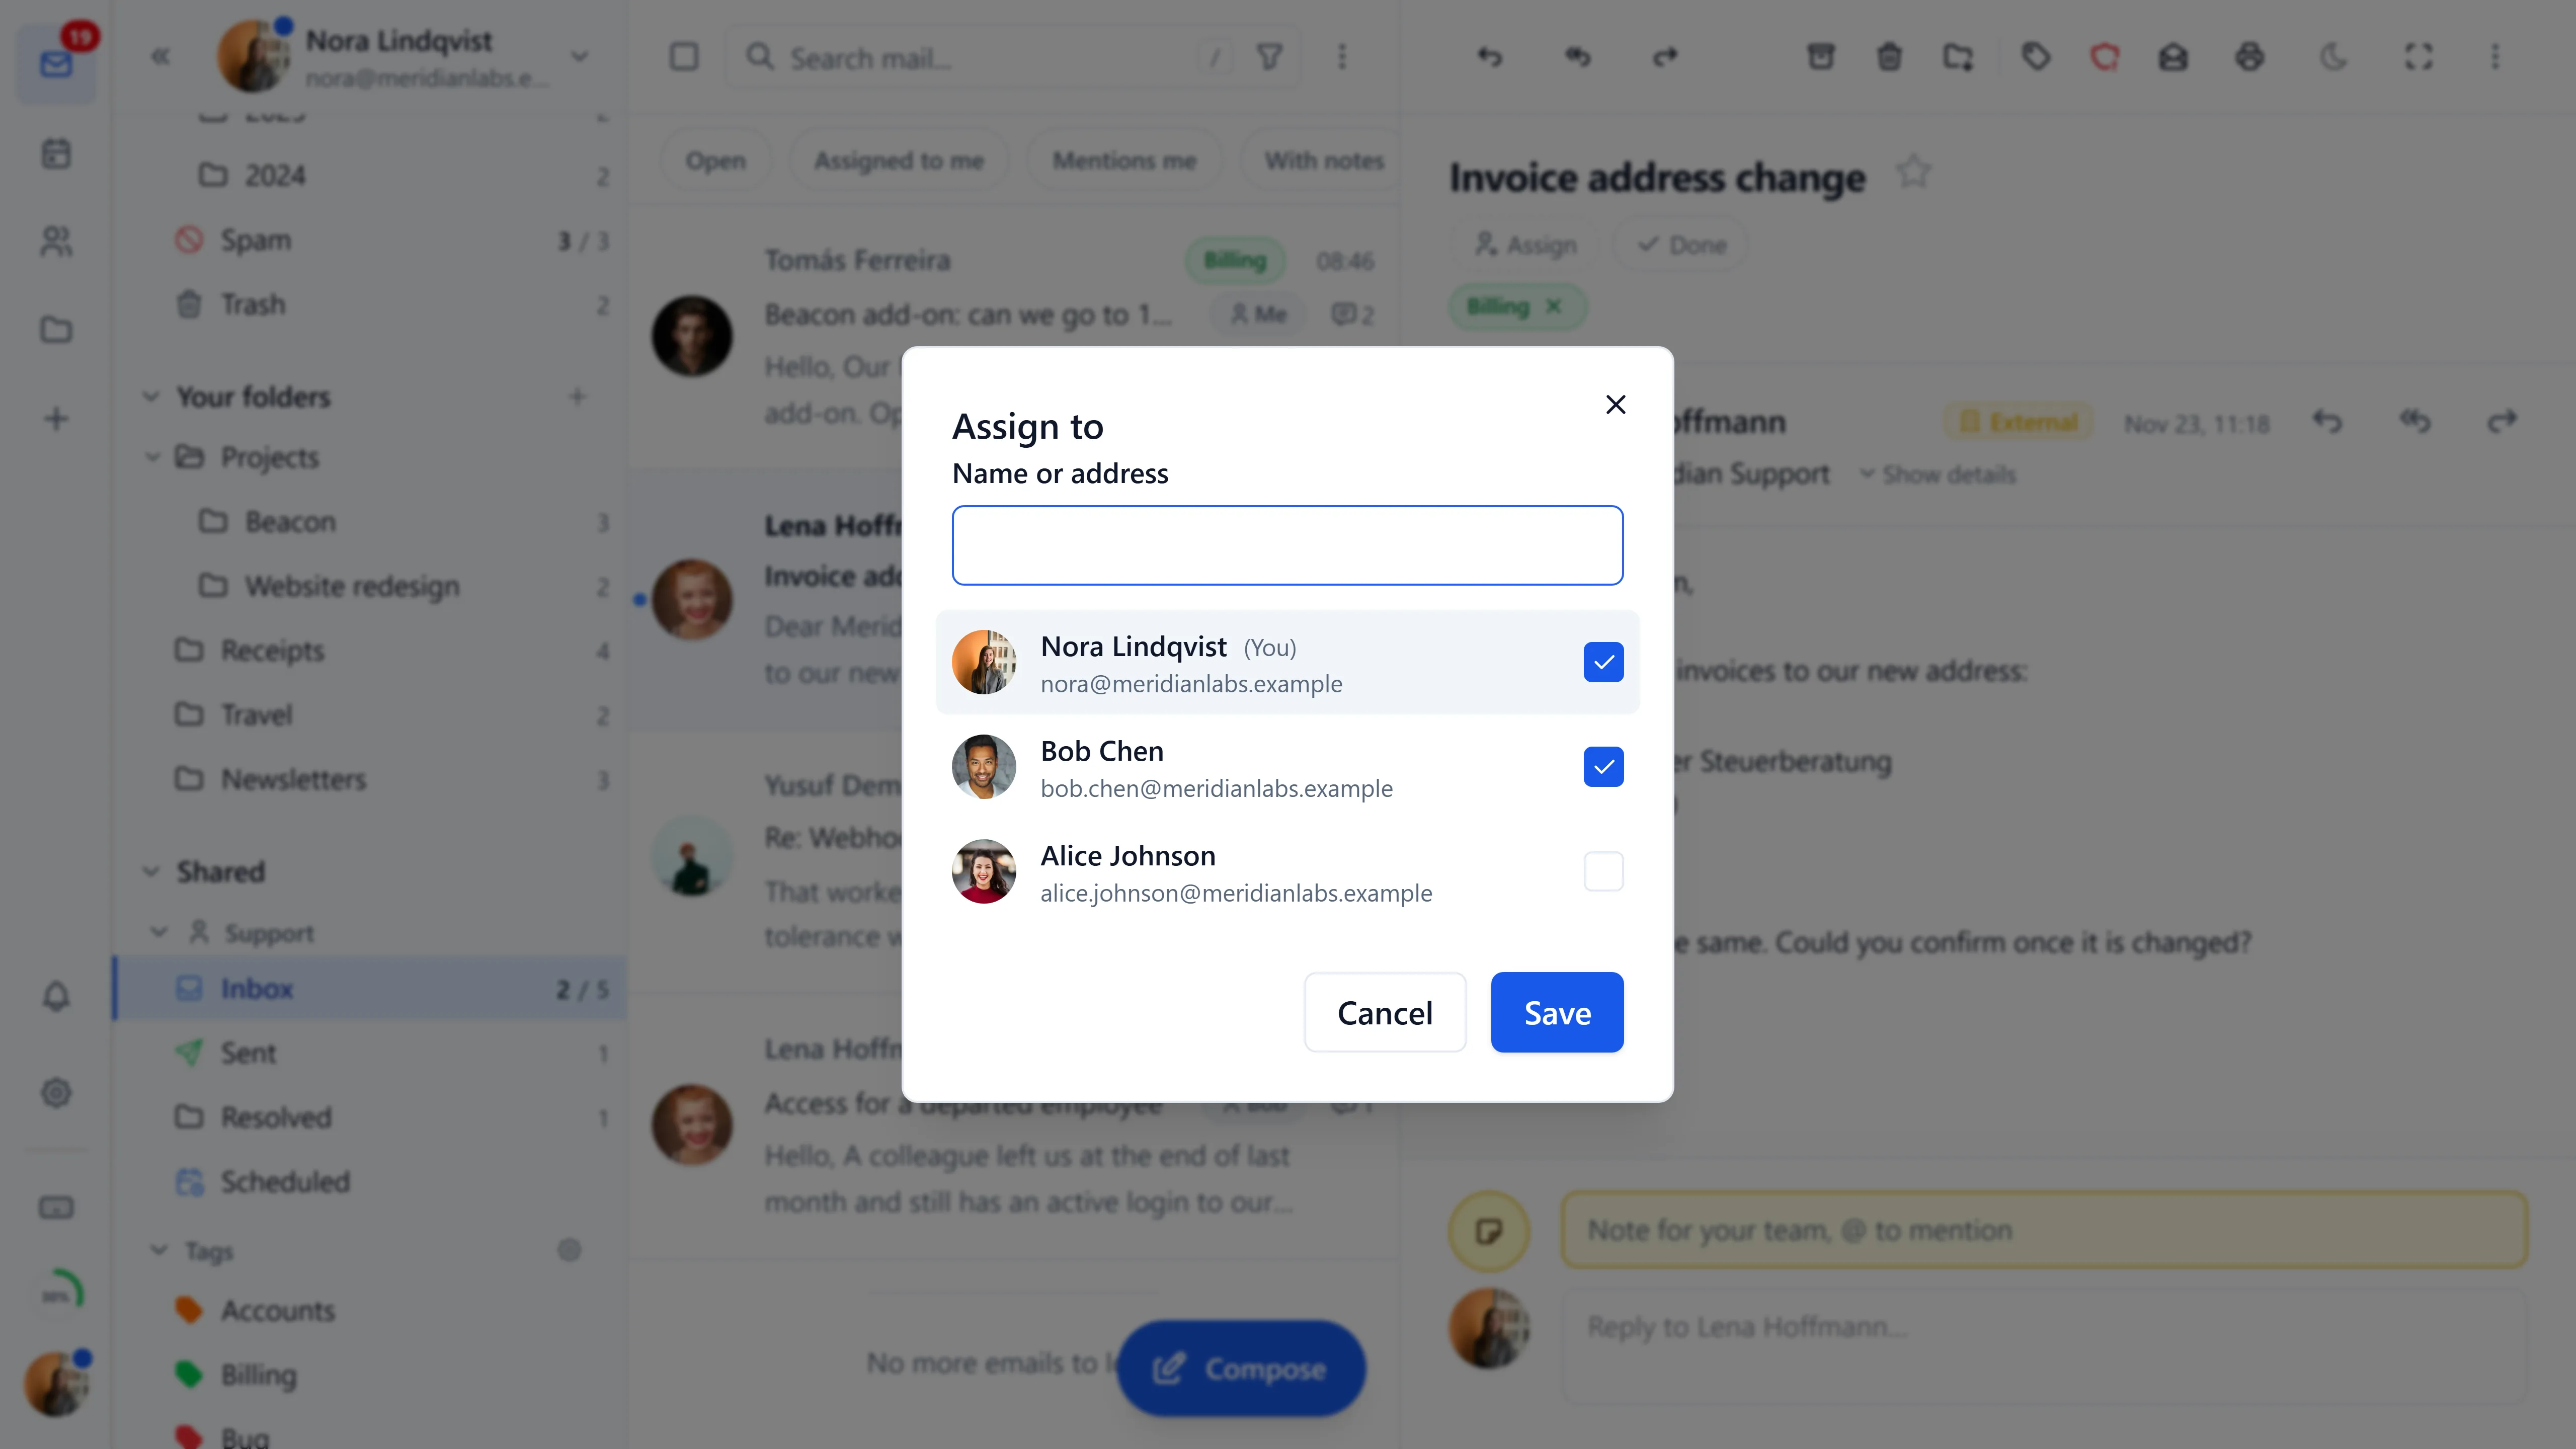 19
Nora Lindqvist
nora@meridianlabs.e...
Search mail...
/
2024
2
Spam
3 / 3
Trash
2
Your folders
Projects
Beacon
3
Website redesign
2
Receipts
4
Travel
2
Newsletters
3
Shared
Support
Inbox
2 / 5
Sent
1
Resolved
1
Scheduled
Tags
Accounts
Billing
Bug
Open
Assigned to me
Mentions me
With notes
Tomás Ferreira
Billing
08:46
Beacon add-on: can we go to 1...
Me
2
Hello, Our
add-on. Op
Lena Hoff
Invoice add
Dear Merid
to our new
Yusuf Dem
Re: Webho
That worke
tolerance w
Lena Hoff
Access for a departed employee
Bob
1
Hello, A colleague left us at the end of last
month and still has an active login to our...
No more emails to l
Compose
Invoice address change
Assign
Done
Billing
offmann
External
Nov 23, 11:18
dian Support
Show details
invoices to our new address:
er Steuerberatung
e same. Could you confirm once it is changed?
Note for your team, @ to mention
Reply to Lena Hoffmann...
Assign to
Name or address
Nora Lindqvist (You)
nora@meridianlabs.example
Bob Chen
bob.chen@meridianlabs.example
Alice Johnson
alice.johnson@meridianlabs.example
Cancel
Save